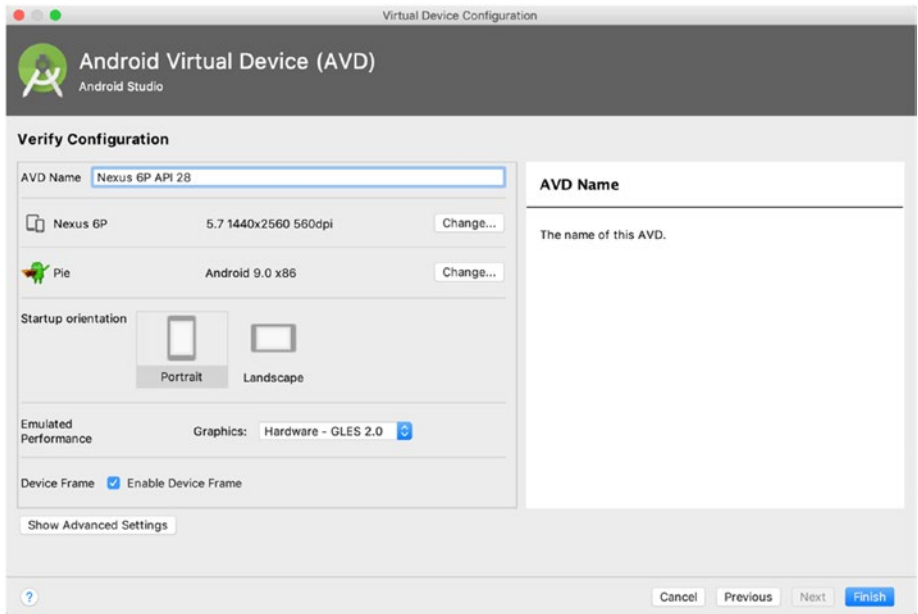 Virtual Device Configuration
Android Virtual Device (AVD)
Android Studio
Verify Configuration
AVD Name Nexus 6P API 28
Nexus 6P 5.7 1440x2560 560dpi Change...
Pie Android 9.0 x86 Change...
Startup orientation
Portrait Landscape
Emulated
Performance
Graphics: Hardware - GLES 2.0
Device Frame Enable Device Frame
Show Advanced Settings
AVD Name
The name of this AVD.
? Cancel Previous Next Finish